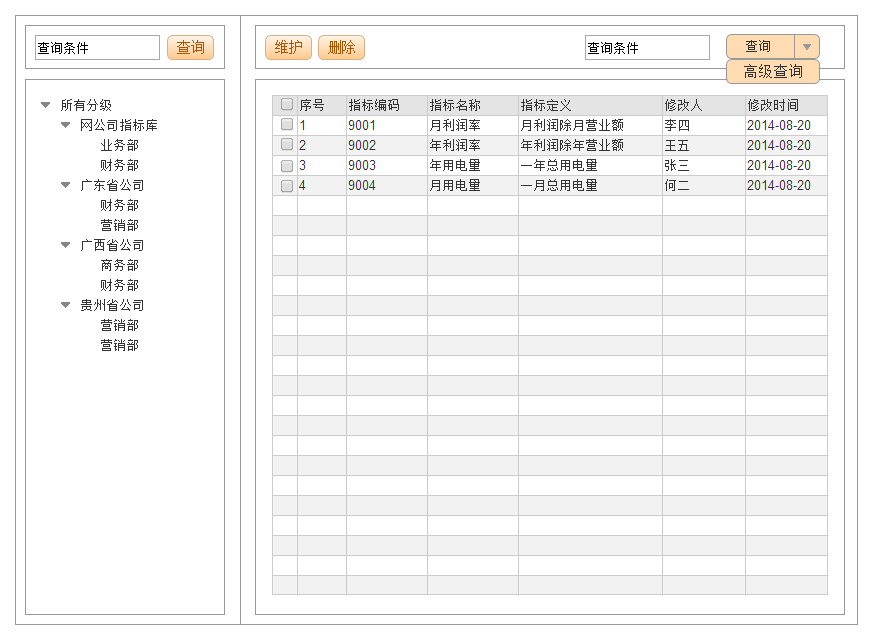 查询条件 查询
所有分级
网公司指标库
业务部
财务部
广东省公司
财务部
营销部
广西省公司
商务部
财务部
贵州省公司
营销部
营销部
维护 删除 查询条件 查询
高级查询
序号 指标编码 指标名称 指标定义 修改人 修改时间
1 9001 月利润率 月利润除月营业额 李四 2014-08-20
2 9002 年利润率 年利润除年营业额 王五 2014-08-20
3 9003 年用电量 一年总用电量 张三 2014-08-20
4 9004 月用电量 一月总用电量 何二 2014-08-20